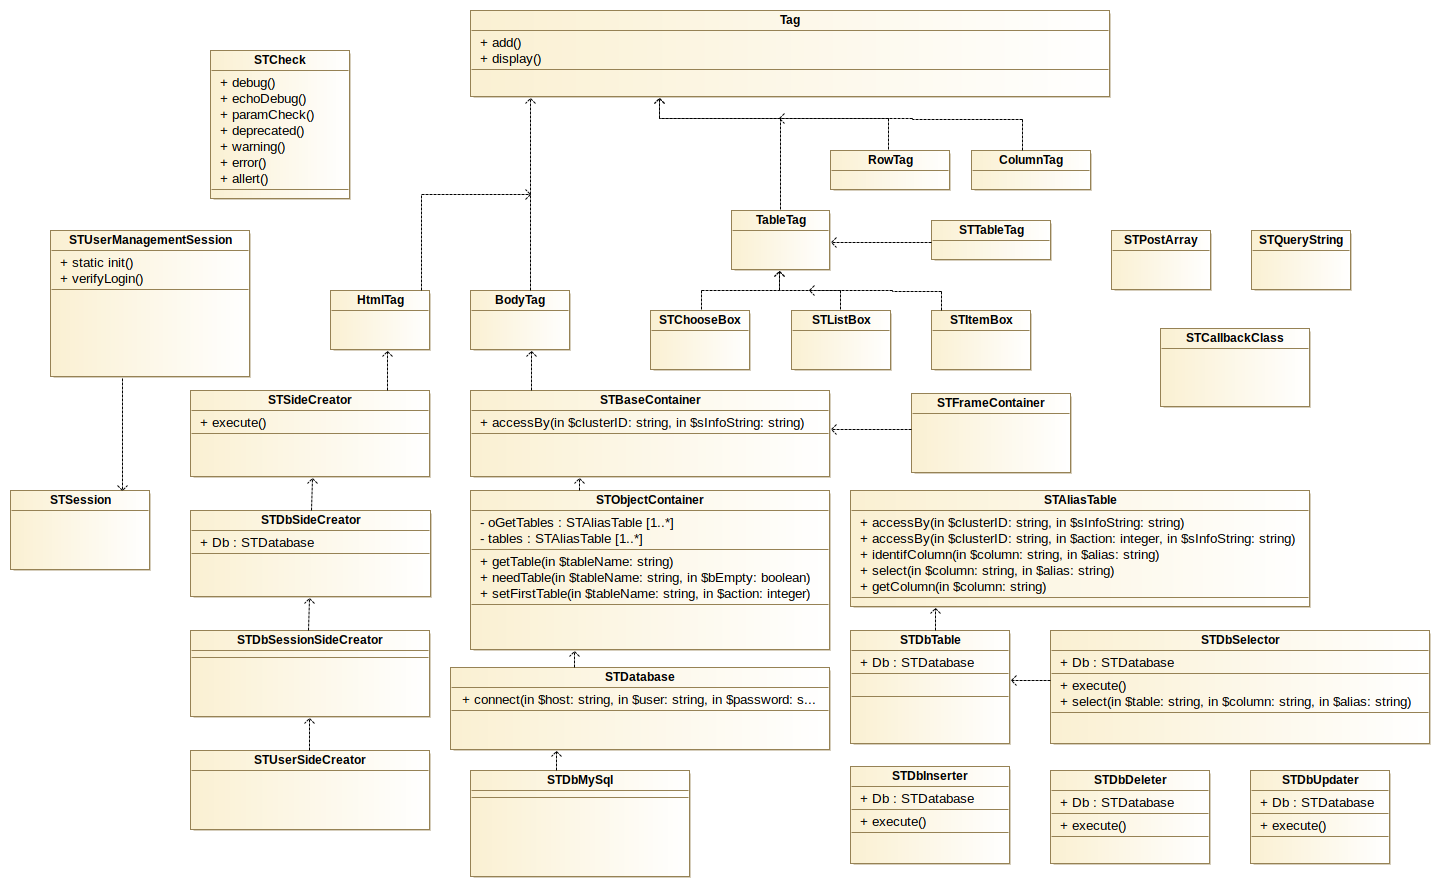 Tag
+ add()
+ display()
STCheck
+ debug()
+ echoDebug()
+ paramCheck()
+ deprecated()
+ warning()
+ error()
+ allert()
RowTag
ColumnTag
TableTag
STTableTag
STPostArray
STQueryString
STUserManagementSession
+ static init()
+ verifyLogin()
HtmlTag
BodyTag
STChooseBox
STListBox
STItemBox
STCallbackClass
STSideCreator
+ execute()
STBaseContainer
+ accessBy(in $clusterID: string, in $sInfoString: string)
STFrameContainer
STSession
STDbSideCreator
+ Db : STDatabase
STObjectContainer
- oGetTables : STAliasTable [1..*]
- tables : STAliasTable [1..*]
+ getTable(in $tableName: string)
+ needTable(in $tableName: string, in $bEmpty: boolean)
+ setFirstTable(in $tableName: string, in $action: integer)
STAliasTable
+ accessBy(in $clusterID: string, in $sInfoString: string)
+ accessBy(in $clusterID: string, in $action: integer, in $sInfoString: string)
+ identifColumn(in $column: string, in $alias: string)
+ select(in $column: string, in $alias: string)
+ getColumn(in $column: string)
STDbSessionSideCreator
STDatabase
+ connect(in $host: string, in $user: string, in $password: s...
STDbTable
+ Db : STDatabase
STDbSelector
+ Db : STDatabase
+ execute()
+ select(in $table: string, in $column: string, in $alias: string)
STUserSideCreator
STDbMySql
STDbInserter
+ Db : STDatabase
+ execute()
STDbDeleter
+ Db : STDatabase
+ execute()
STDbUpdater
+ Db : STDatabase
+ execute()